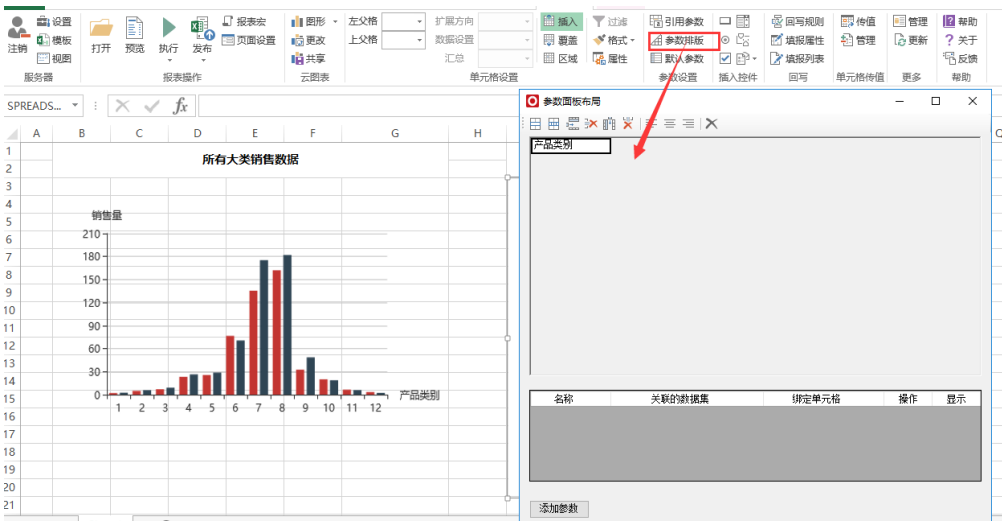 设置 报表宏 图形 左父格 扩展方向 插入 过滤 引用参数 回写规则 传值 管理 帮助
模板 页面设置 更改 上父格 数据设置 覆盖 格式 参数排版 填报属性 管理 更新 ? 关于
注销 视图 打开 预览 执行 发布 共享 汇总 区域 属性 默认参数 填报列表 反馈
服务器 报表操作 云图表 单元格设置 参数设置 插入控件 回写 单元格传值 更多 帮助
SPREADS... fx
参数面板布局
A B C D E F G H Q
产品类别
1
所有大类销售数据
2
3
4
销售量
5
210
6
180
7
8
150
9
120
10
90
11
60
12
30
13
14
0
产品类别
15
1 2 3 4 5 6 7 8 9 10 11 12
16
名称 关联的数据集 绑定单元格 操作 显示
17
18
19
20
21
添加参数